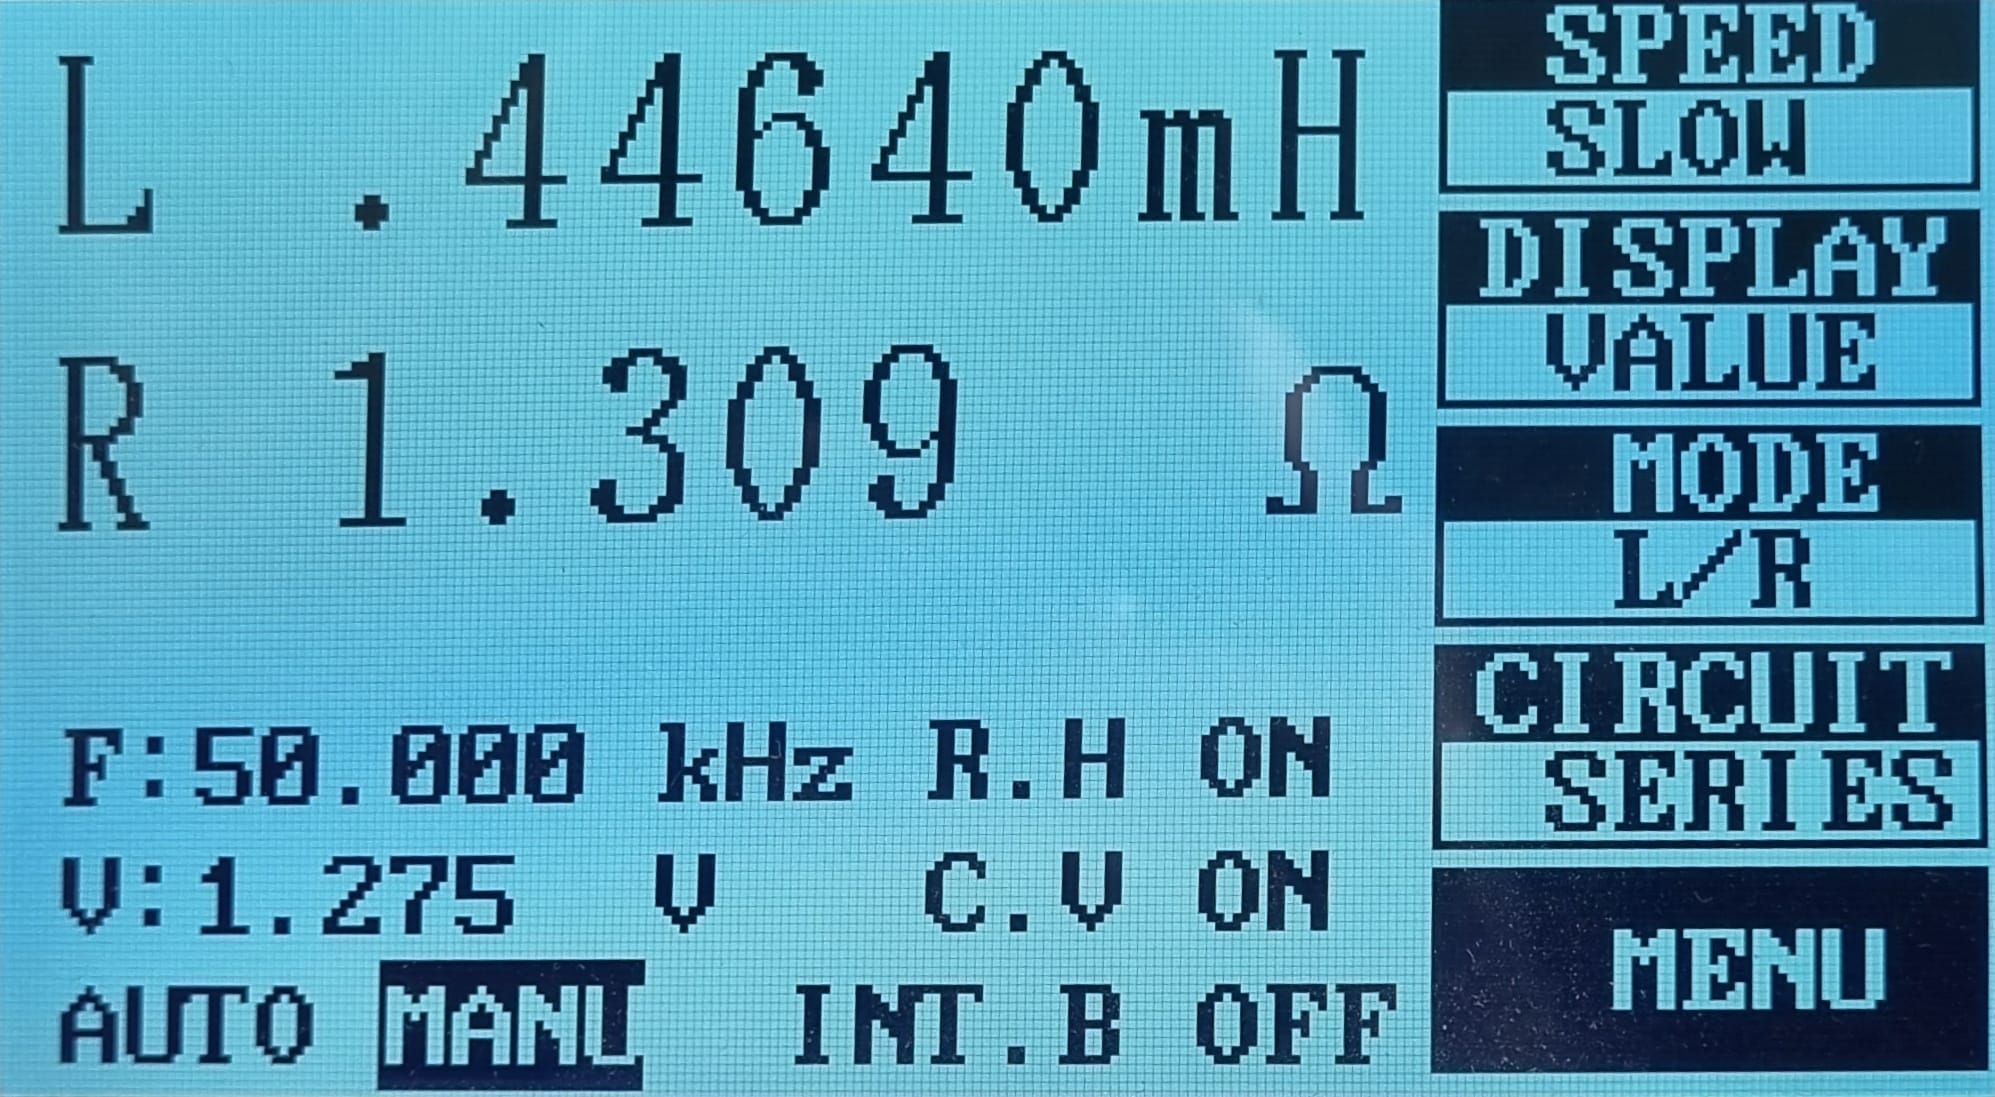 L .44640mH
R 1.309 Ω
F:50.000 kHz R.H ON
V:1.275 V C.V ON
AUTO MANU INT.B OFF
SPEED
SLOW
DISPLAY
VALUE
MODE
L/R
CIRCUIT
SERIES
MENU